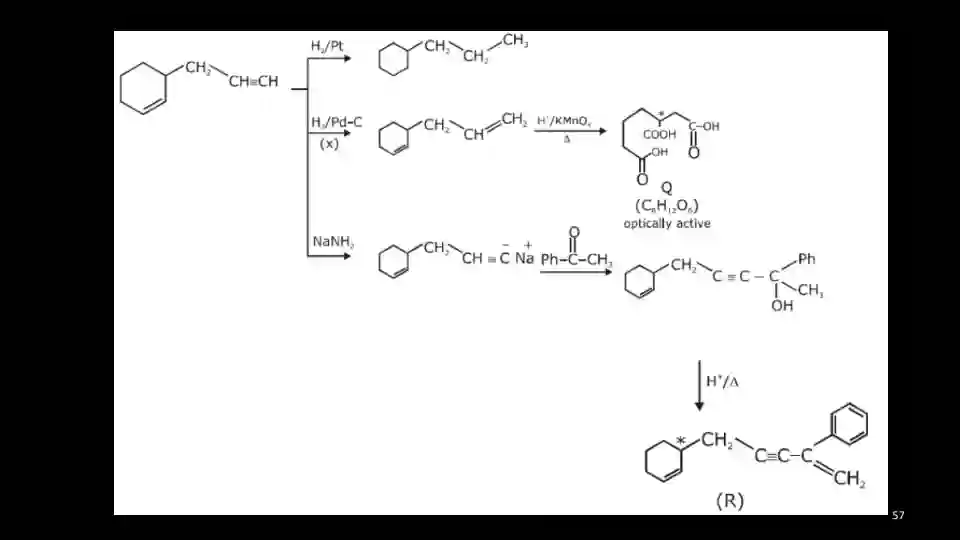 H₂/Pt
CH₂ CH₂ CH₃
CH₂ CH≡CH
H₂/Pd–C
(x)
CH₂ CH CH₂
H⁺/KMnO₄
Δ
*
COOH
C–OH
O
OH
O
Q
(C₈H₁₂O₆)
optically active
NaNH₂
CH₂ CH ≡ C⁻ Na⁺
O
Ph–C–CH₃
CH₂ C ≡ C – C Ph
CH₃
OH
H⁺/Δ
* CH₂ C≡C–C
CH₂
(R)
57